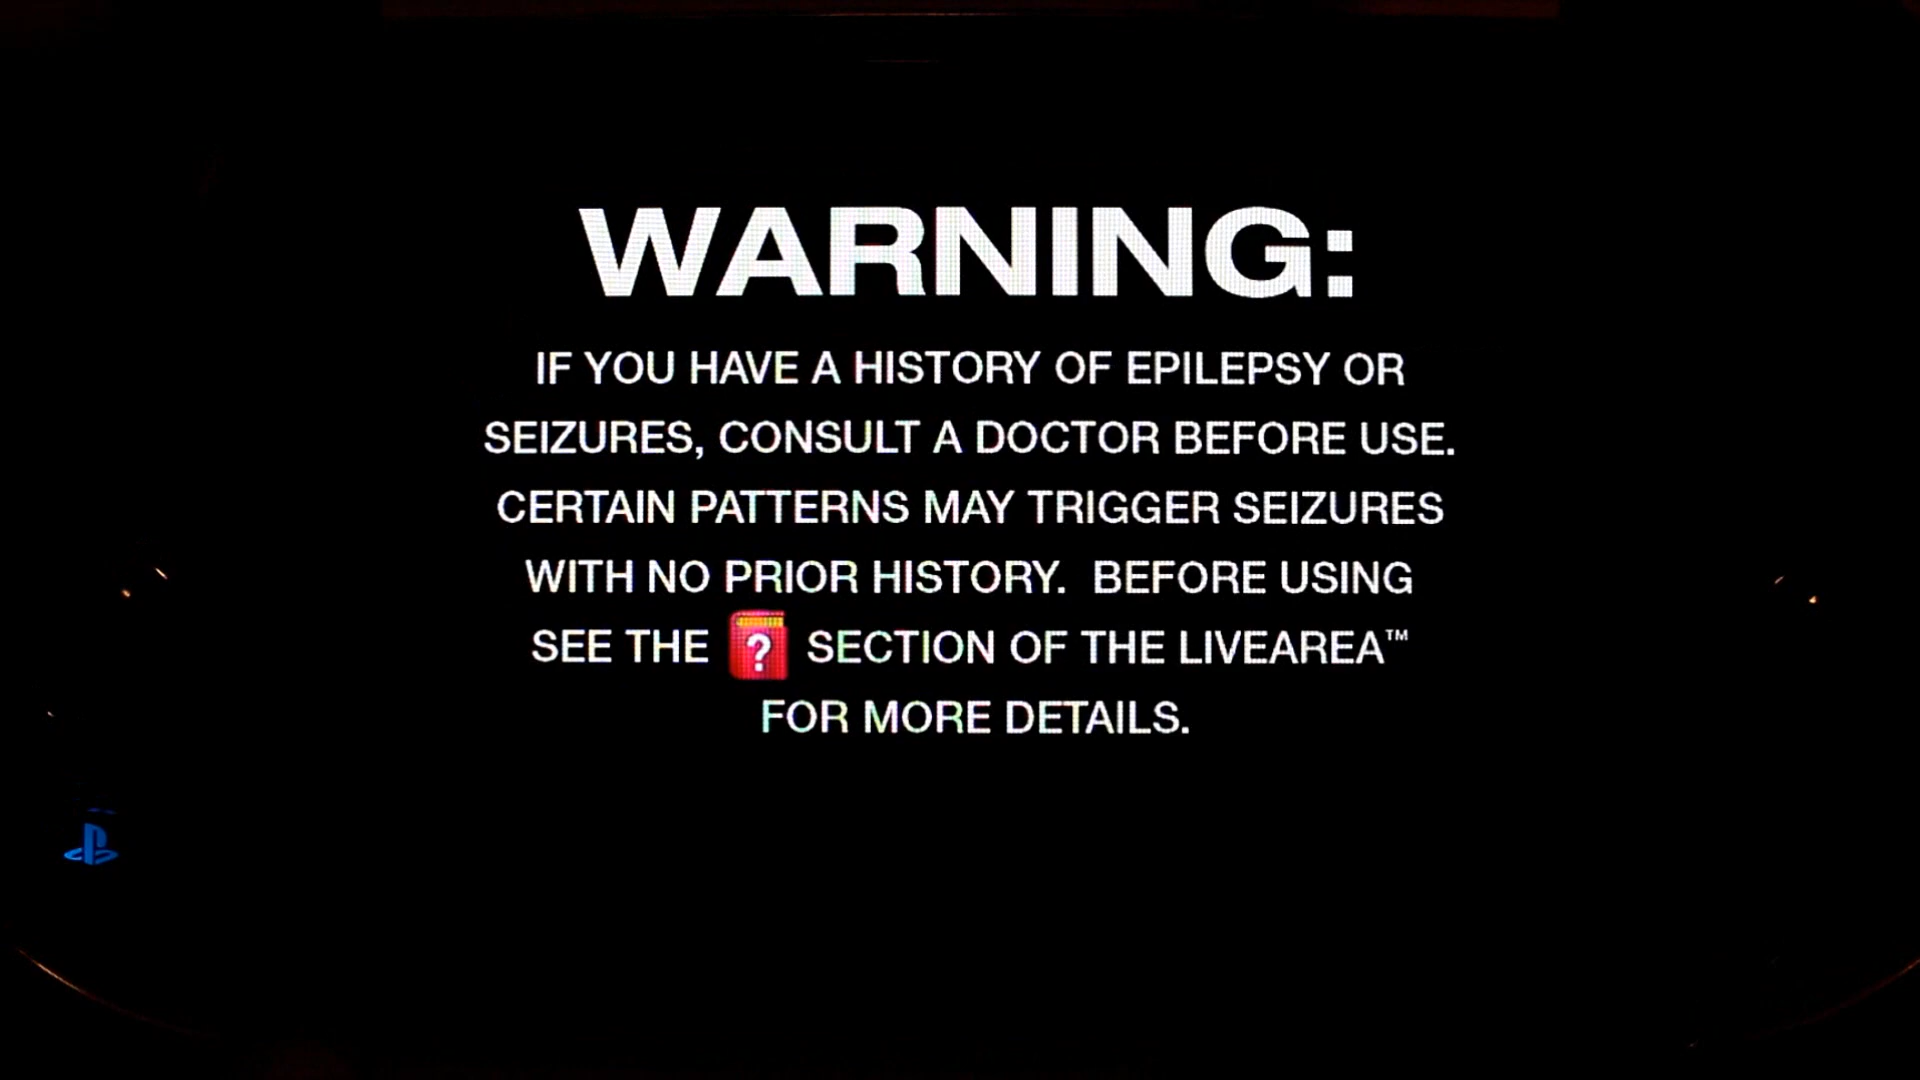 WARNING:
IF YOU HAVE A HISTORY OF EPILEPSY OR
SEIZURES, CONSULT A DOCTOR BEFORE USE.
CERTAIN PATTERNS MAY TRIGGER SEIZURES
WITH NO PRIOR HISTORY.  BEFORE USING
SEE THE ? SECTION OF THE LIVEAREA™
FOR MORE DETAILS.